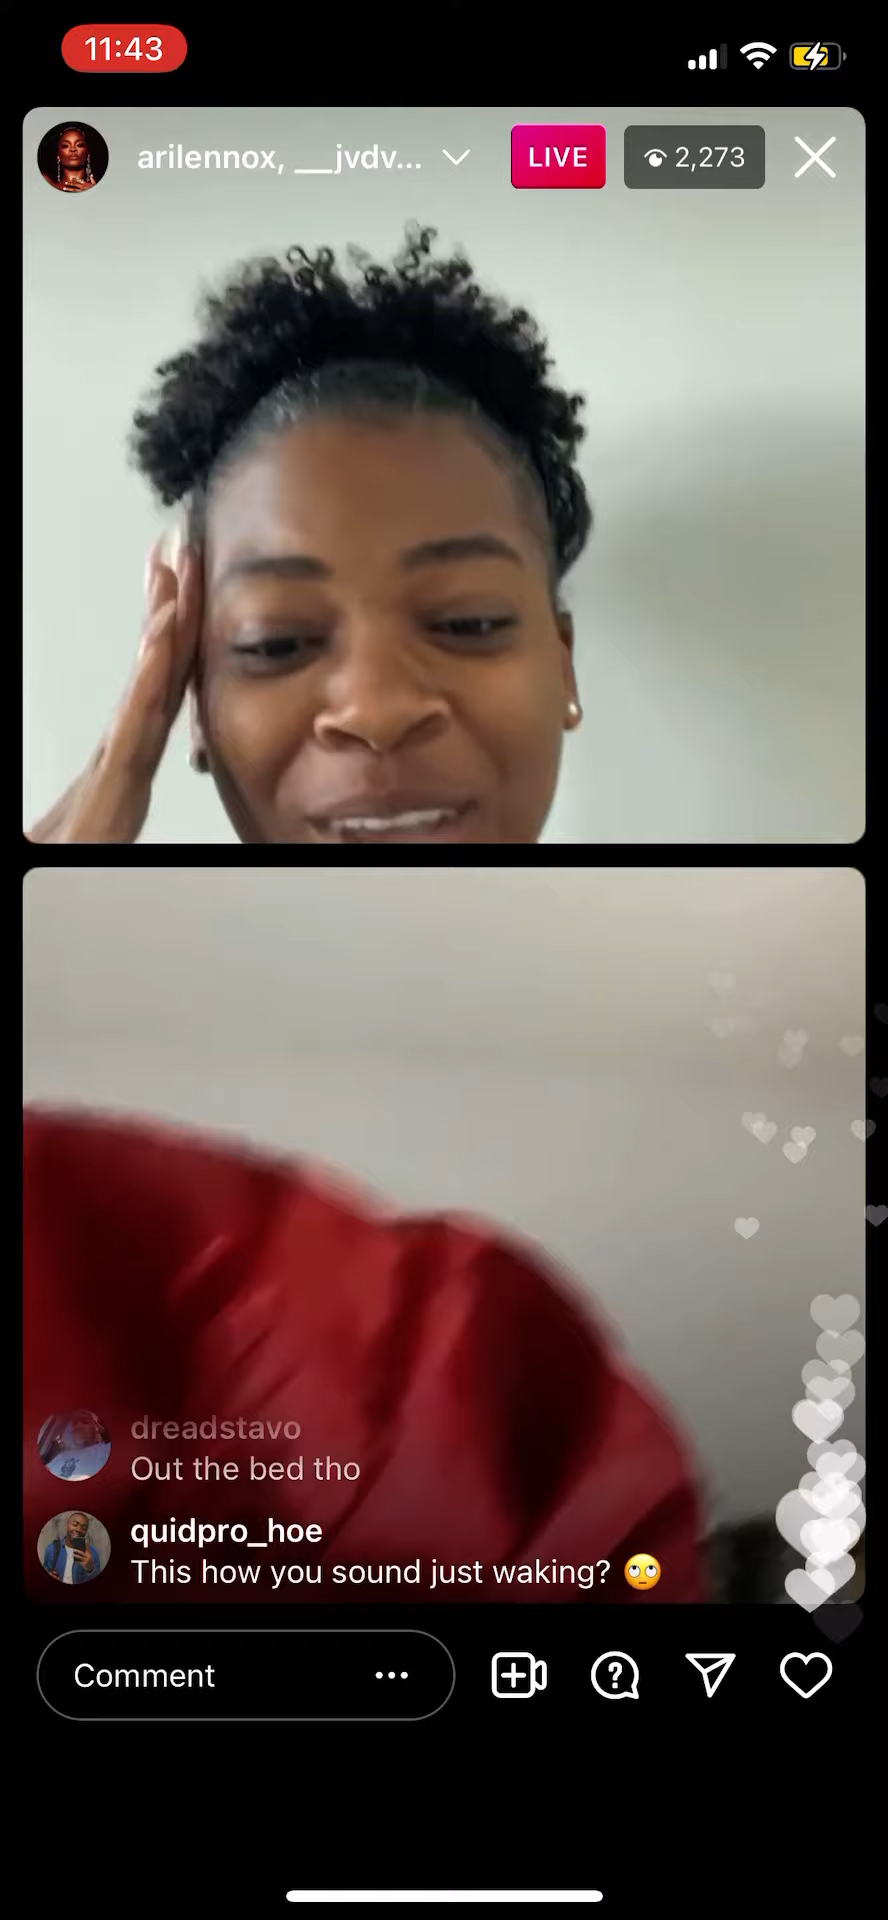 11:43
arilennox, __jvdv...
LIVE
2,273
dreadstavo
Out the bed tho
quidpro_hoe
This how you sound just waking? 🙄
Comment